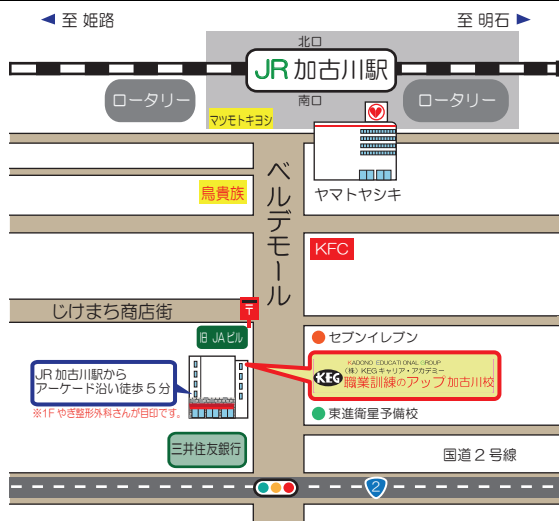 至 姫路
至 明石
北口
JR 加古川駅
南口
ロータリー
ロータリー
マツモトキヨシ
ヤマトヤシキ
鳥貴族
ベルデモール
KFC
じけまち商店街
〒
旧 JAビル
セブンイレブン
JR 加古川駅から
アーケード沿い徒歩５分
※1F やぎ整形外科さんが目印です。
KADONO EDUCATIONAL GROUP
(株) KEG キャリア・アカデミー
KEG
職業訓練のアップ加古川校
東進衛星予備校
三井住友銀行
国道２号線
2